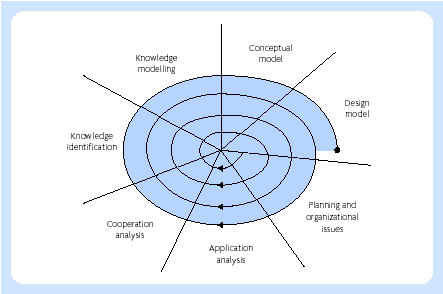 Knowledge
modelling
Conceptual
model
Design
model
Knowledge
identification
Planning and
organizational
issues
Cooperation
analysis
Application
analysis